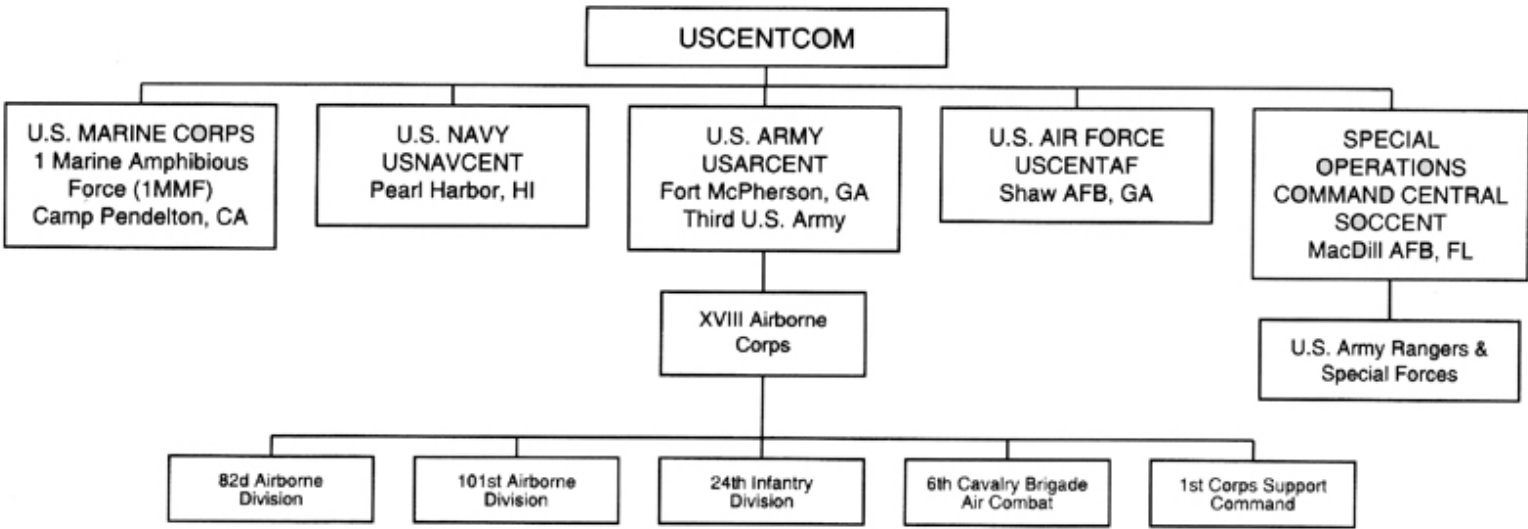 USCENTCOM
U.S. MARINE CORPS
1 Marine Amphibious
Force (1MMF)
Camp Pendelton, CA
U.S. NAVY
USNAVCENT
Pearl Harbor, HI
U.S. ARMY
USARCENT
Fort McPherson, GA
Third U.S. Army
U.S. AIR FORCE
USCENTAF
Shaw AFB, GA
SPECIAL
OPERATIONS
COMMAND CENTRAL
SOCCENT
MacDill AFB, FL
XVIII Airborne
Corps
U.S. Army Rangers &
Special Forces
82d Airborne
Division
101st Airborne
Division
24th Infantry
Division
6th Cavalry Brigade
Air Combat
1st Corps Support
Command